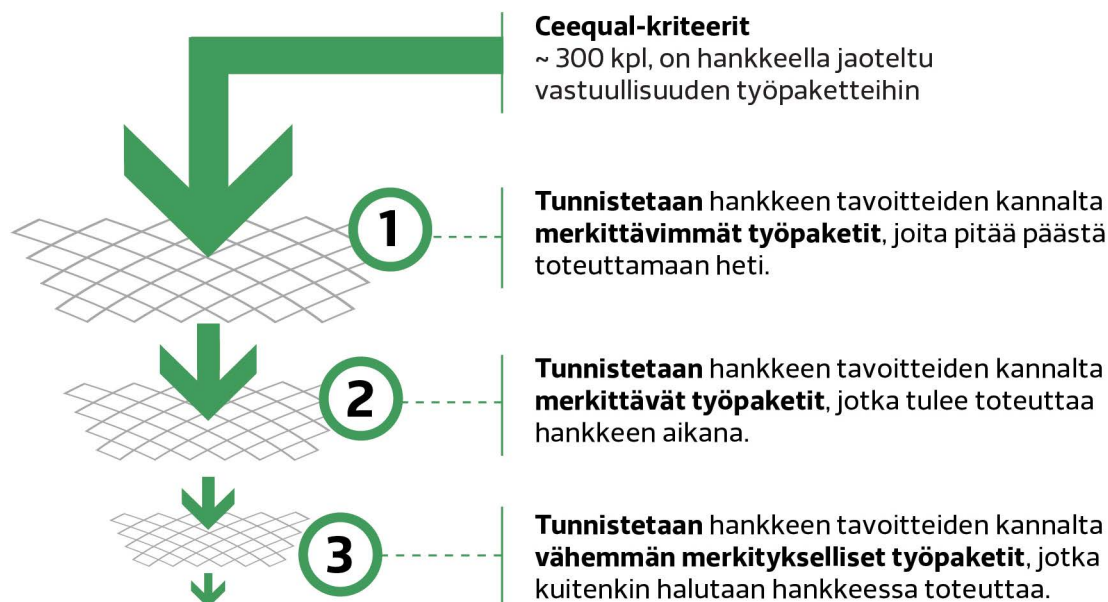 Ceequal-kriteerit
~ 300 kpl, on hankkeella jaoteltu
vastuullisuuden työpaketteihin
1
Tunnistetaan hankkeen tavoitteiden kannalta
merkittävimmät työpaketit, joita pitää päästä
toteuttamaan heti.
2
Tunnistetaan hankkeen tavoitteiden kannalta
merkittävät työpaketit, jotka tulee toteuttaa
hankkeen aikana.
3
Tunnistetaan hankkeen tavoitteiden kannalta
vähemmän merkitykselliset työpaketit, jotka
kuitenkin halutaan hankkeessa toteuttaa.